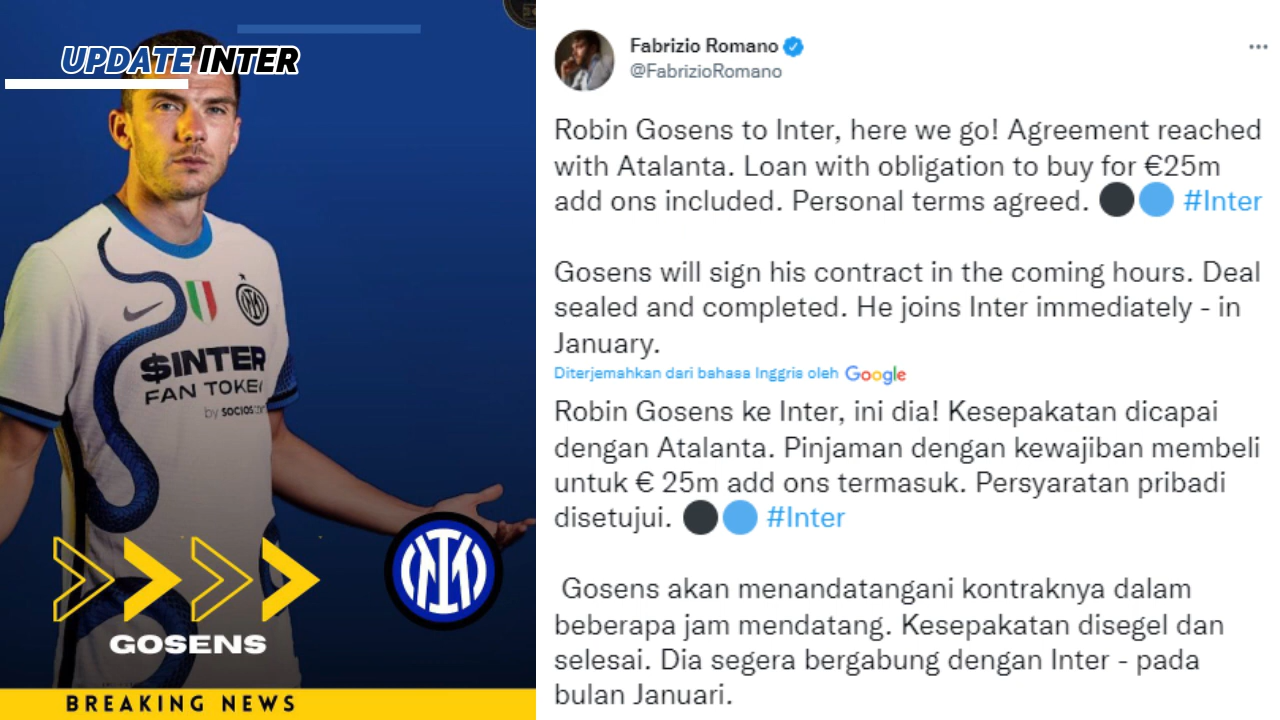 UPDATE INTER
$INTER
FAN TOKEN
by socios.com
GOSENS
BREAKING NEWS
Fabrizio Romano
@FabrizioRomano
Robin Gosens to Inter, here we go! Agreement reached
with Atalanta. Loan with obligation to buy for €25m
add ons included. Personal terms agreed. ⚫🔵 #Inter
Gosens will sign his contract in the coming hours. Deal
sealed and completed. He joins Inter immediately - in
January.
Diterjemahkan dari bahasa Inggris oleh Google
Robin Gosens ke Inter, ini dia! Kesepakatan dicapai
dengan Atalanta. Pinjaman dengan kewajiban membeli
untuk € 25m add ons termasuk. Persyaratan pribadi
disetujui. ⚫🔵 #Inter
Gosens akan menandatangani kontraknya dalam
beberapa jam mendatang. Kesepakatan disegel dan
selesai. Dia segera bergabung dengan Inter - pada
bulan Januari.